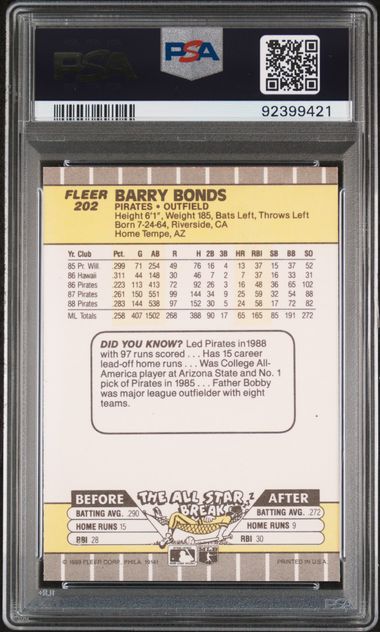 PSA
PSA
92399421
FLEER
202
BARRY BONDS
PIRATES • OUTFIELD
Height 6'1", Weight 185, Bats Left, Throws Left
Born 7-24-64, Riverside, CA
Home Tempe, AZ
Yr. Club Pct. G AB R H 2B 3B HR RBI SB BB SO
85 Pr. Will. .299 71 254 49 76 16 4 13 37 15 37 52
86 Hawaii .311 44 148 30 46 7 2 7 37 16 33 31
86 Pirates .223 113 413 72 92 26 3 16 48 36 65 102
87 Pirates .261 150 551 99 144 34 9 25 59 32 54 88
88 Pirates .283 144 538 97 152 30 5 24 58 17 72 82
ML Totals .258 407 1502 268 388 90 17 65 165 85 191 272
DID YOU KNOW? Led Pirates in 1988
with 97 runs scored . . . Has 15 career
lead-off home runs . . . Was College All-
America player at Arizona State and No. 1
pick of Pirates in 1985 . . . Father Bobby
was major league outfielder with eight
teams.
BEFORE THE ALL STAR BREAK AFTER
BATTING AVG. .290 BATTING AVG. .272
HOME RUNS 15 HOME RUNS 9
RBI 28 RBI 30
© 1989 FLEER CORP., PHILA. 19141 PRINTED IN U.S.A.